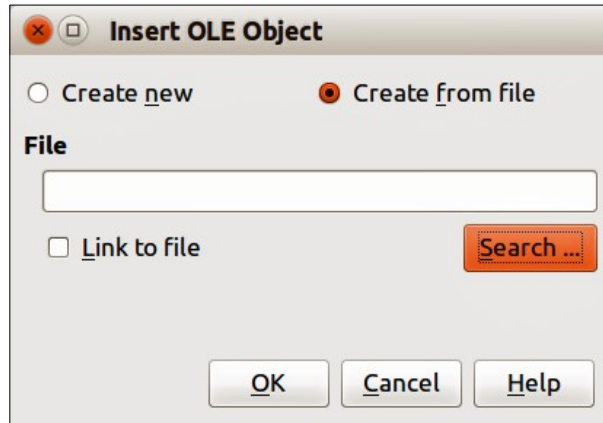 Insert OLE Object
Create new
Create from file
File
Link to file
Search ...
OK
Cancel
Help